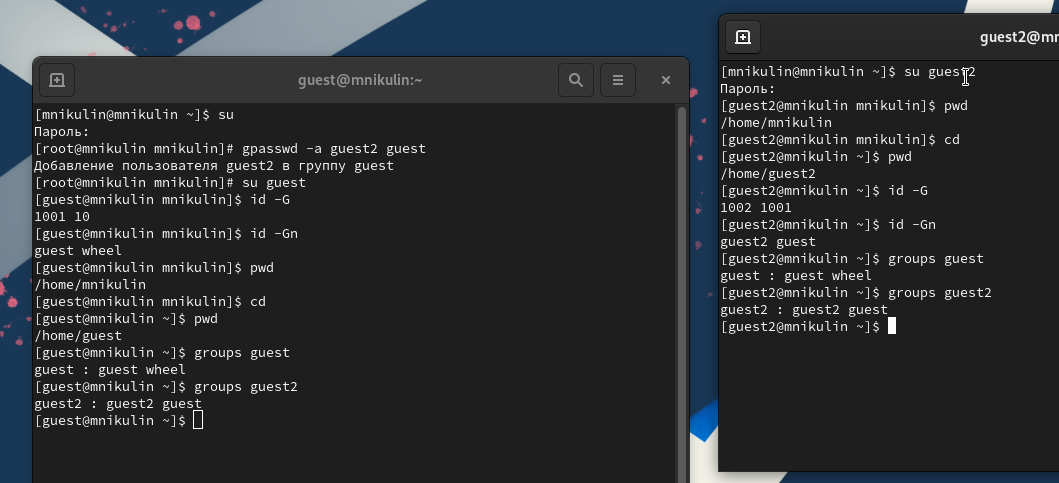 guest@mnikulin:~
[mnikulin@mnikulin ~]$ su
Пароль:
[root@mnikulin mnikulin]# gpasswd -a guest2 guest
Добавление пользователя guest2 в группу guest
[root@mnikulin mnikulin]# su guest
[guest@mnikulin mnikulin]$ id -G
1001 10
[guest@mnikulin mnikulin]$ id -Gn
guest wheel
[guest@mnikulin mnikulin]$ pwd
/home/mnikulin
[guest@mnikulin mnikulin]$ cd
[guest@mnikulin ~]$ pwd
/home/guest
[guest@mnikulin ~]$ groups guest
guest : guest wheel
[guest@mnikulin ~]$ groups guest2
guest2 : guest2 guest
[guest@mnikulin ~]$
guest2@mn
[mnikulin@mnikulin ~]$ su guest2
Пароль:
[guest2@mnikulin mnikulin]$ pwd
/home/mnikulin
[guest2@mnikulin mnikulin]$ cd
[guest2@mnikulin ~]$ pwd
/home/guest2
[guest2@mnikulin ~]$ id -G
1002 1001
[guest2@mnikulin ~]$ id -Gn
guest2 guest
[guest2@mnikulin ~]$ groups guest
guest : guest wheel
[guest2@mnikulin ~]$ groups guest2
guest2 : guest2 guest
[guest2@mnikulin ~]$